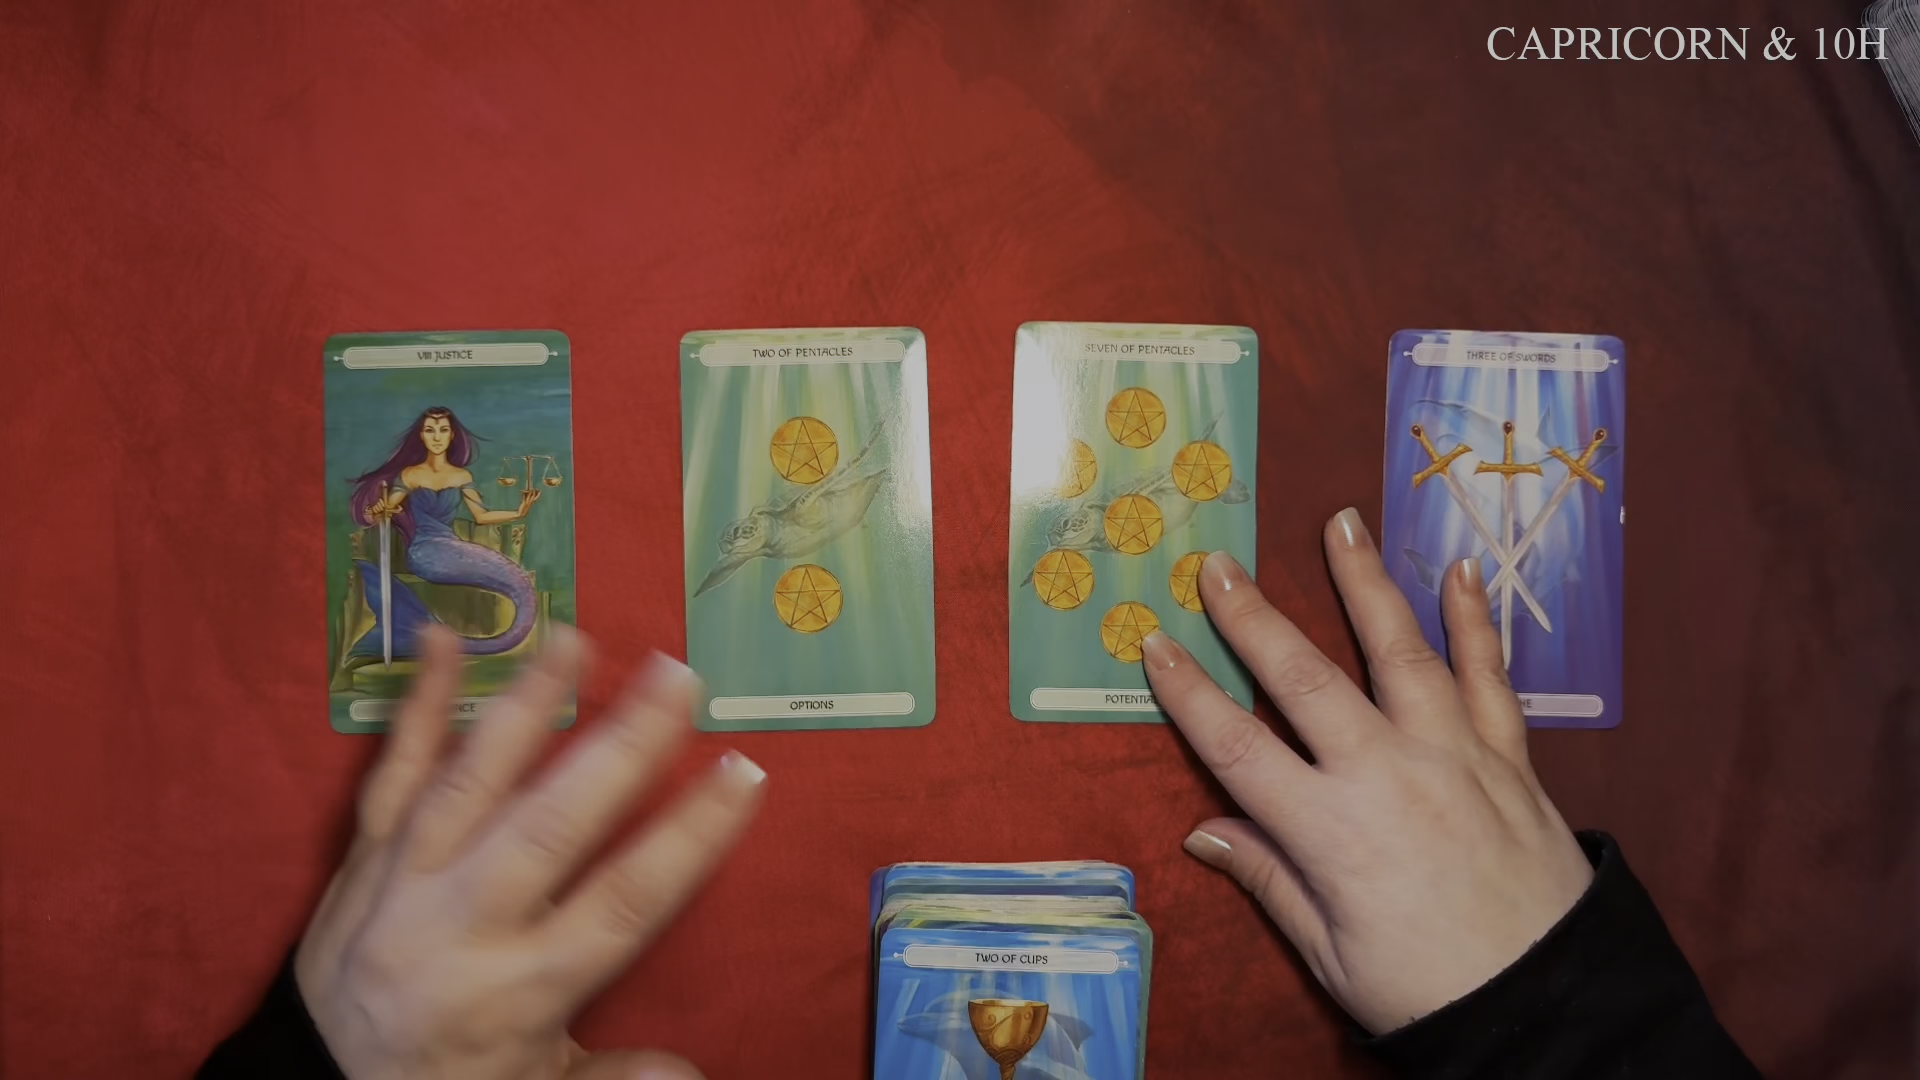 CAPRICORN & 10H
VIII JUSTICE
TWO OF PENTACLES
SEVEN OF PENTACLES
THREE OF SWORDS
OPTIONS
TWO OF CUPS